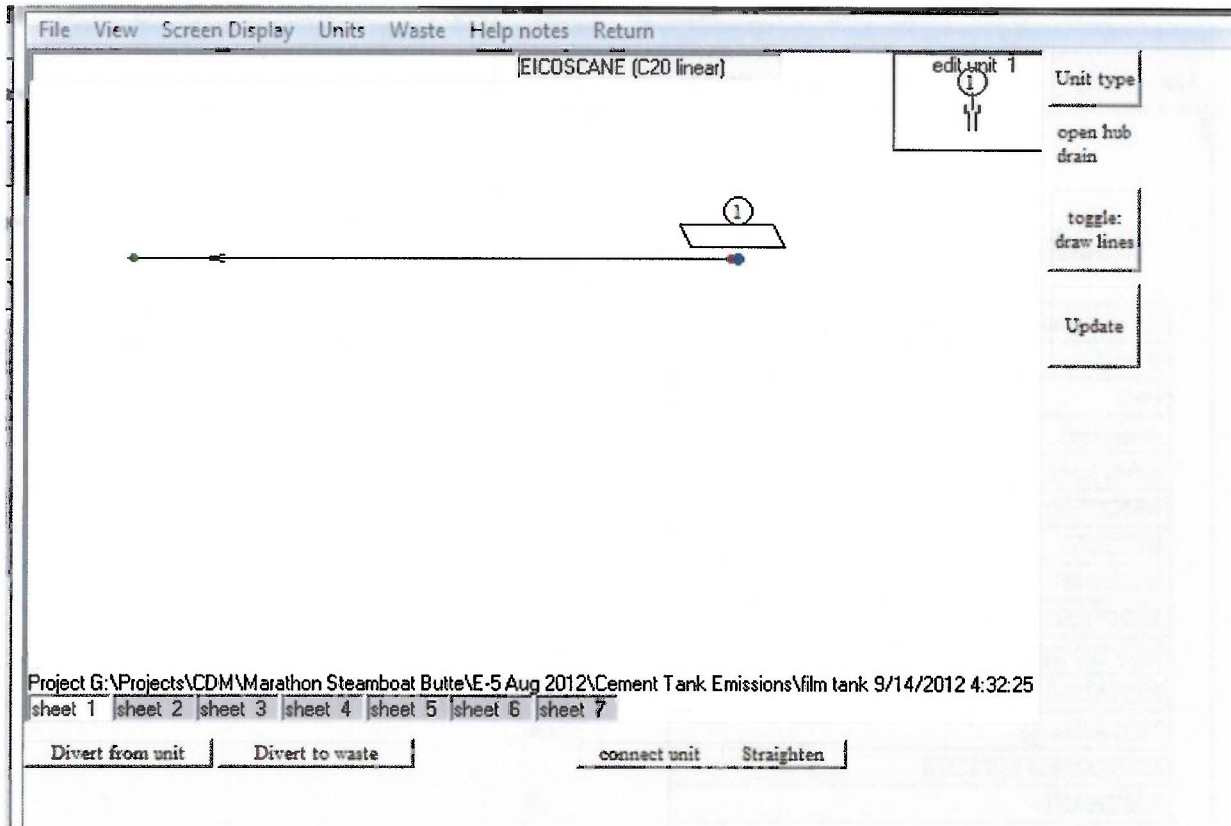 File View Screen Display Units Waste Help notes Return
EICOSCANE (C20 linear)
edit unit 1
1
Unit type
open hub
drain
1
toggle:
draw lines
Update
Project G:\Projects\CDM\Marathon Steamboat Butte\E-5 Aug 2012\Cement Tank Emissions\film tank 9/14/2012 4:32:25
sheet 1 sheet 2 sheet 3 sheet 4 sheet 5 sheet 6 sheet 7
Divert from unit Divert to waste connect unit Straighten